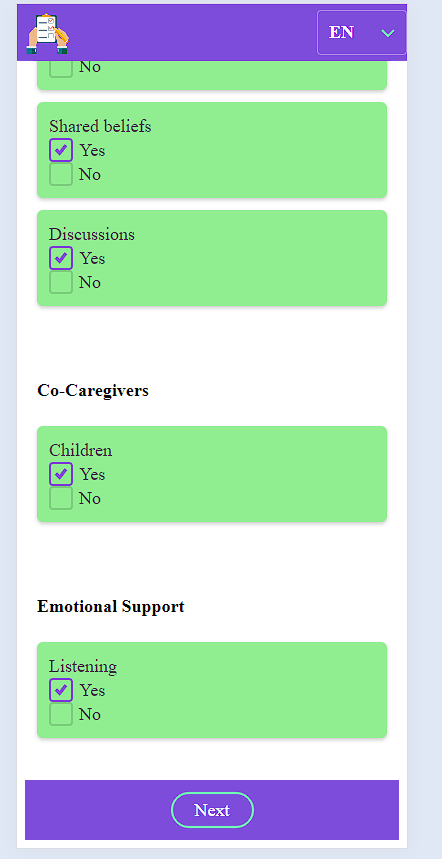 EN
No
Shared beliefs
Yes
No
Discussions
Yes
No
Co-Caregivers
Children
Yes
No
Emotional Support
Listening
Yes
No
Next